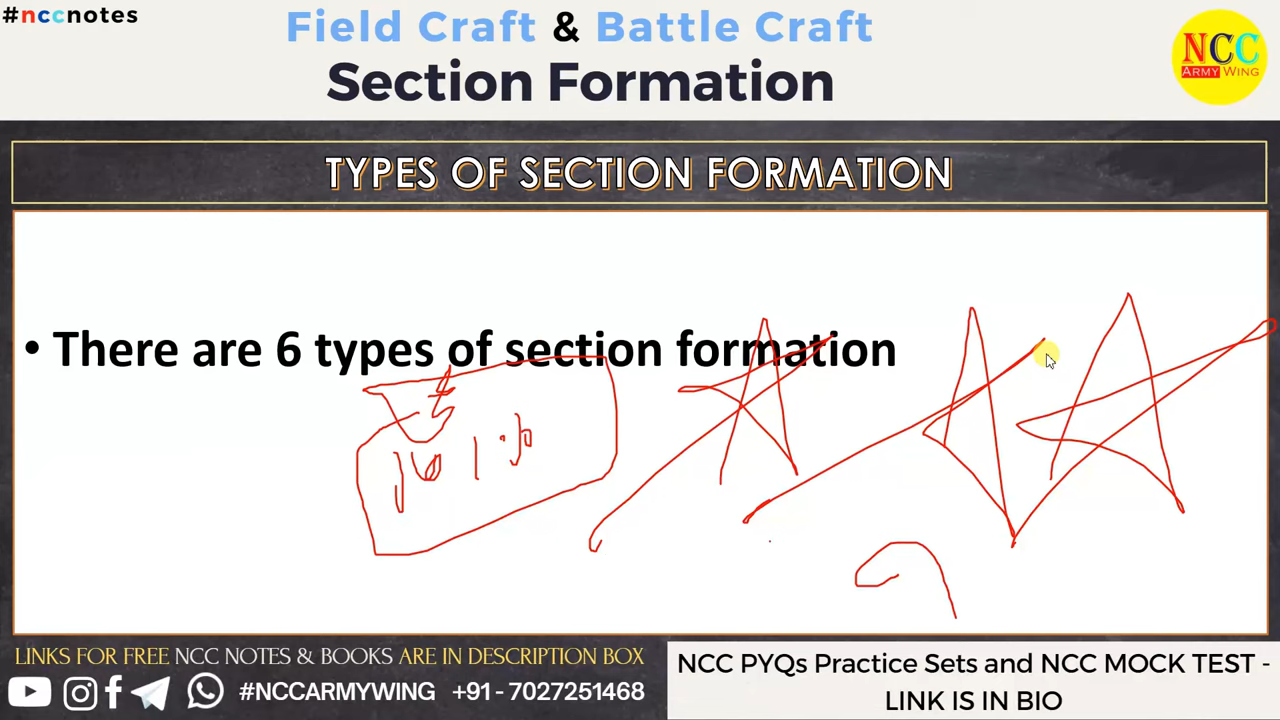 #nccnotes
Field Craft & Battle Craft
Section Formation
NCC
ARMY WING
TYPES OF SECTION FORMATION
• There are 6 types of section formation
LINKS FOR FREE NCC NOTES & BOOKS ARE IN DESCRIPTION BOX
#NCCARMYWING +91 - 7027251468
NCC PYQs Practice Sets and NCC MOCK TEST -
LINK IS IN BIO